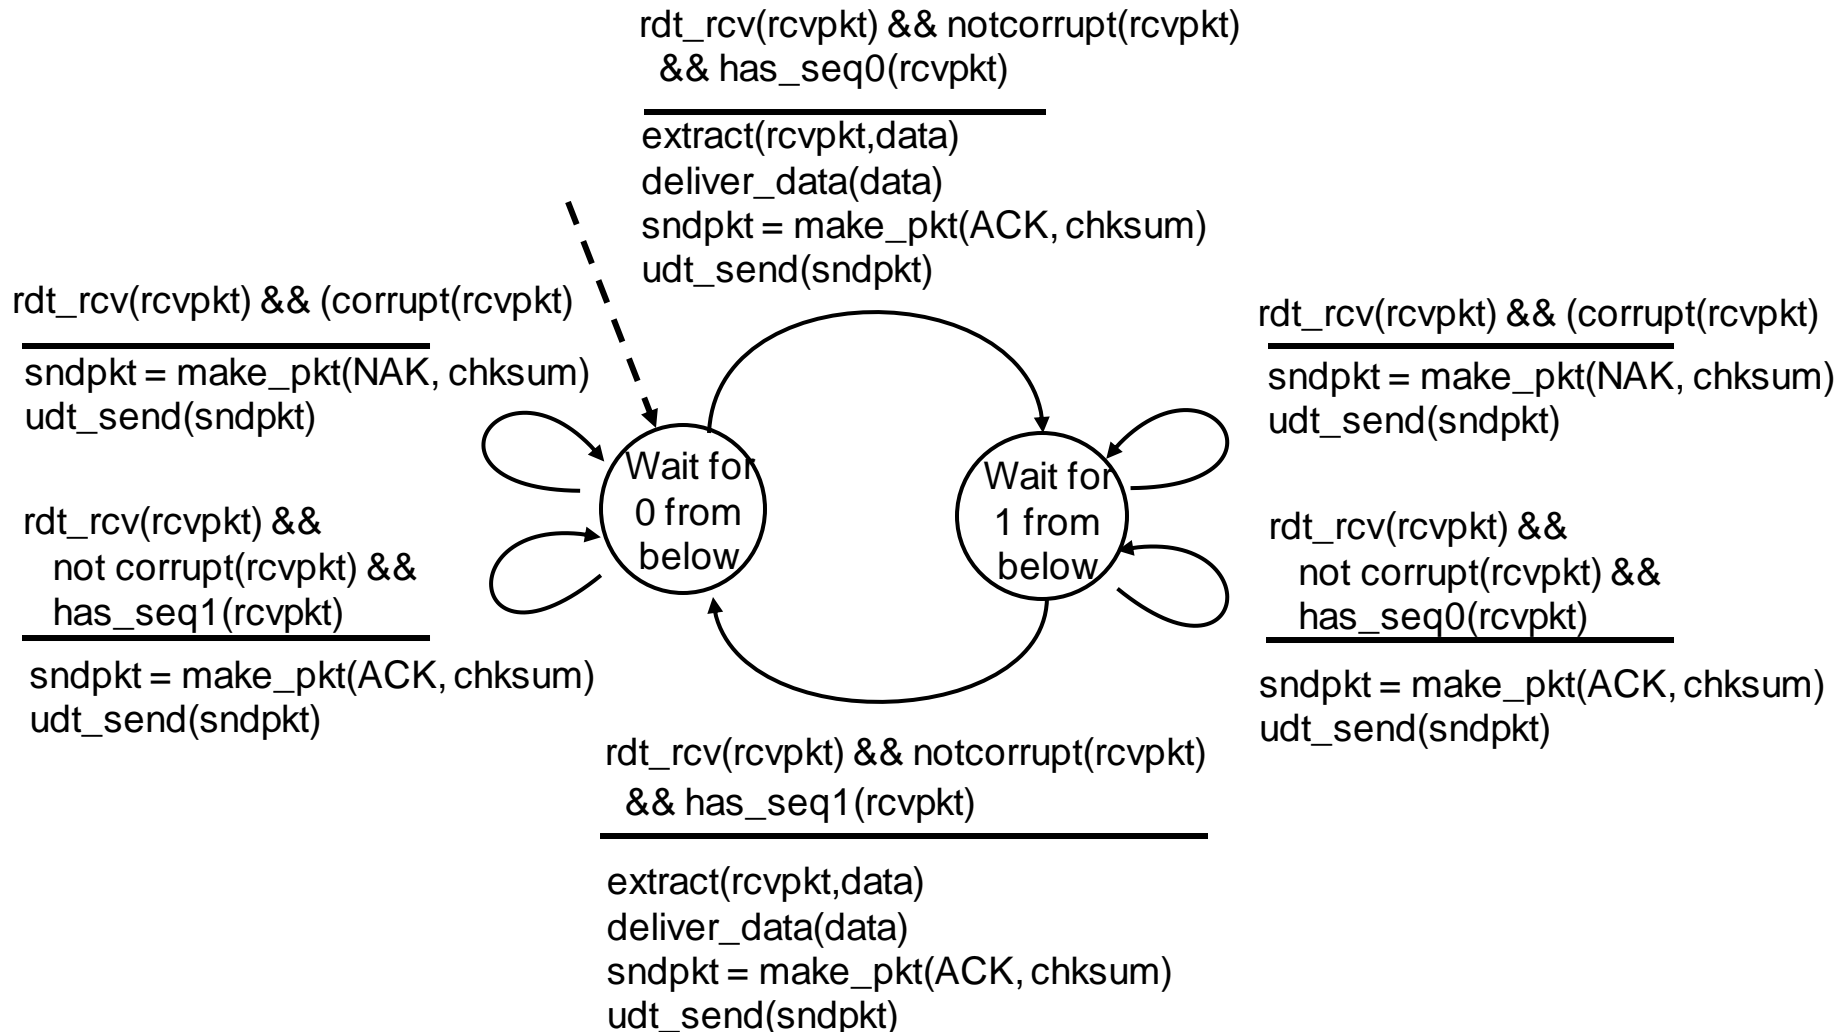 rdt_rcv(rcvpkt) && notcorrupt(rcvpkt)
&& has_seq0(rcvpkt)
extract(rcvpkt,data)
deliver_data(data)
sndpkt = make_pkt(ACK, chksum)
udt_send(sndpkt)
rdt_rcv(rcvpkt) && (corrupt(rcvpkt)
sndpkt = make_pkt(NAK, chksum)
udt_send(sndpkt)
rdt_rcv(rcvpkt) &&
not corrupt(rcvpkt) &&
has_seq1(rcvpkt)
sndpkt = make_pkt(ACK, chksum)
udt_send(sndpkt)
Wait for
0 from
below
Wait for
1 from
below
rdt_rcv(rcvpkt) && (corrupt(rcvpkt)
sndpkt = make_pkt(NAK, chksum)
udt_send(sndpkt)
rdt_rcv(rcvpkt) &&
not corrupt(rcvpkt) &&
has_seq0(rcvpkt)
sndpkt = make_pkt(ACK, chksum)
udt_send(sndpkt)
rdt_rcv(rcvpkt) && notcorrupt(rcvpkt)
&& has_seq1(rcvpkt)
extract(rcvpkt,data)
deliver_data(data)
sndpkt = make_pkt(ACK, chksum)
udt_send(sndpkt)